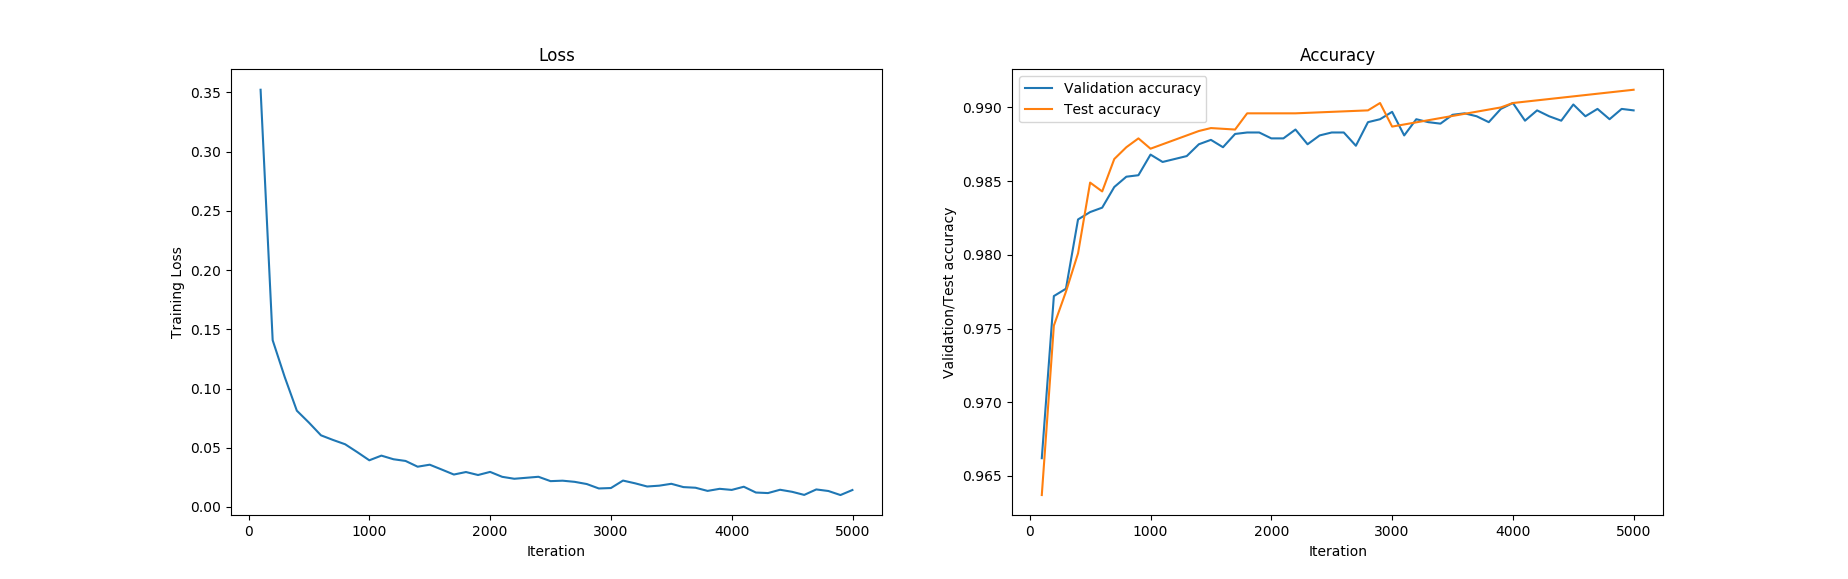 Loss
0.35
0.30
0.25
0.20
0.15
0.10
0.05
0.00
Training Loss
0 1000 2000 3000 4000 5000
Iteration
Accuracy
Validation accuracy
Test accuracy
0.990
0.985
0.980
0.975
0.970
0.965
Validation/Test accuracy
0 1000 2000 3000 4000 5000
Iteration